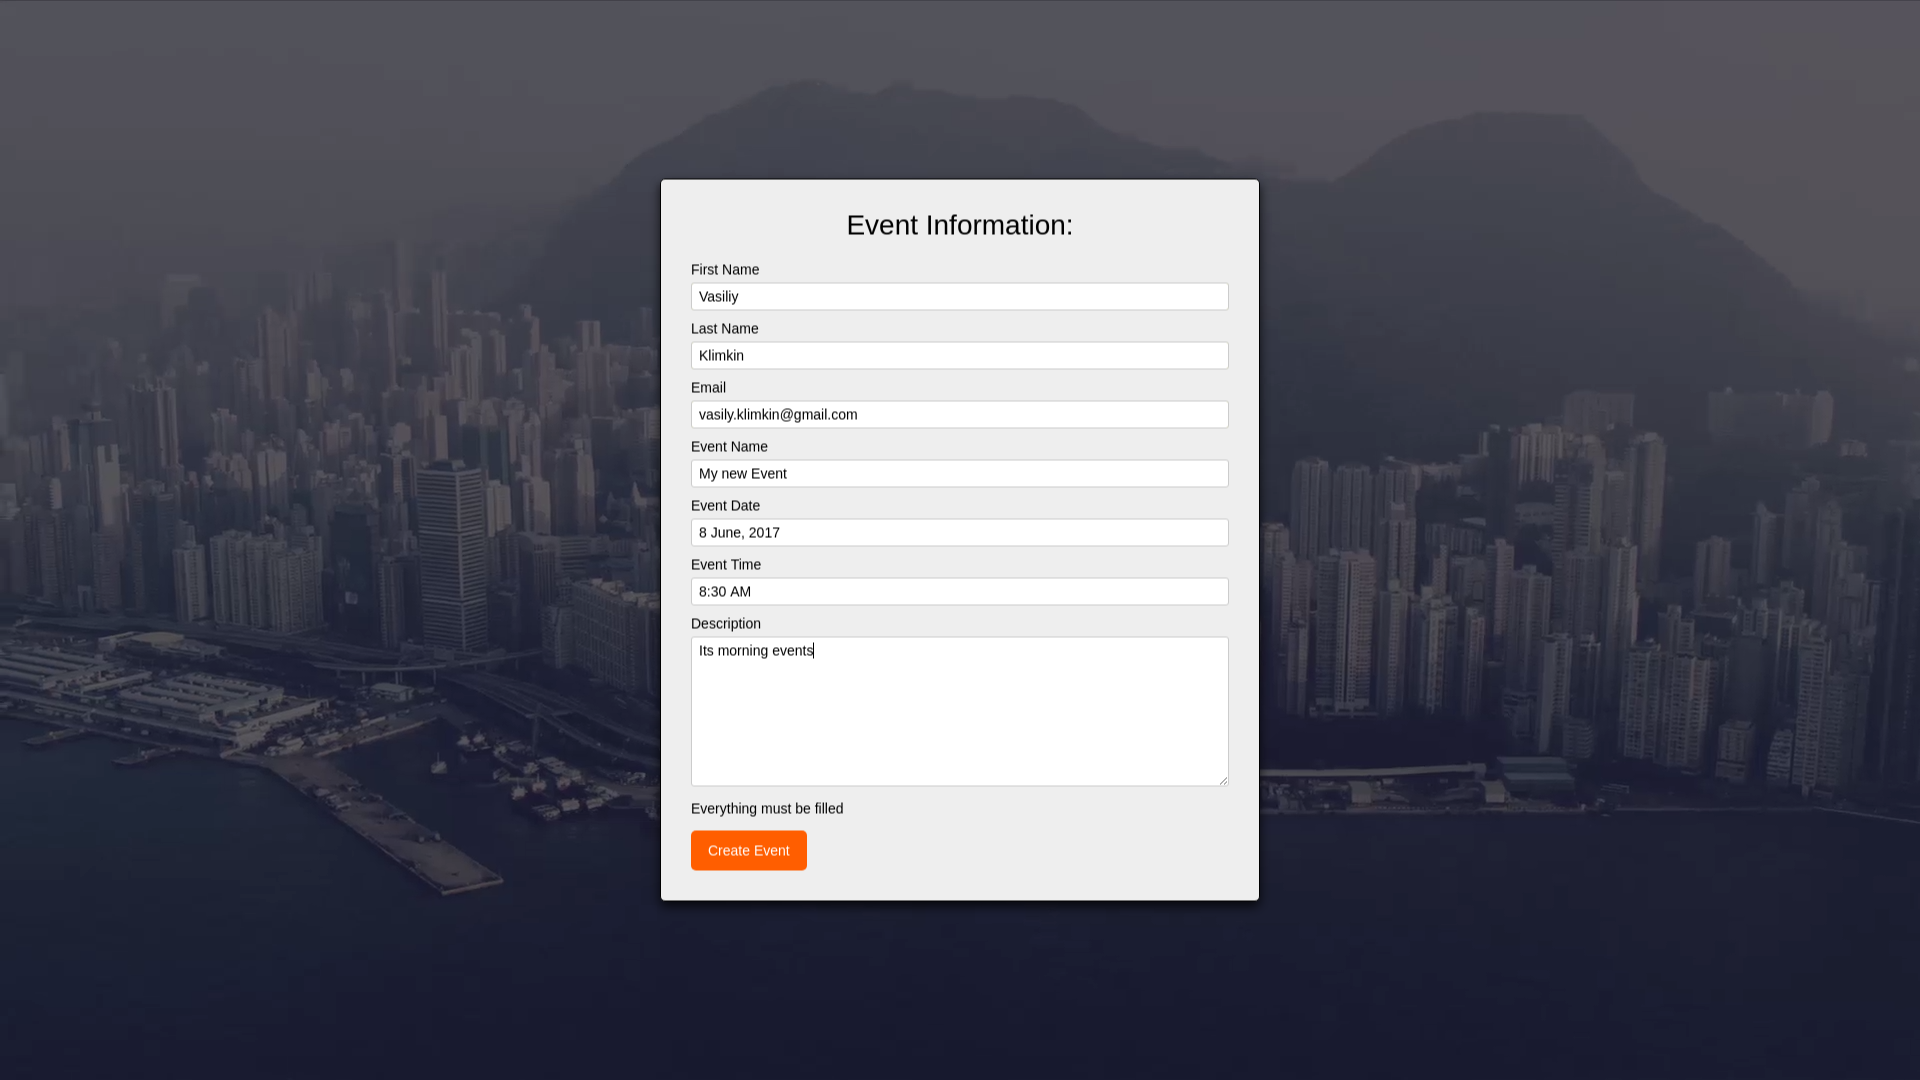 Event Information:
First Name
Vasiliy
Last Name
Klimkin
Email
vasily.klimkin@gmail.com
Event Name
My new Event
Event Date
8 June, 2017
Event Time
8:30 AM
Description
Its morning events
Everything must be filled
Create Event